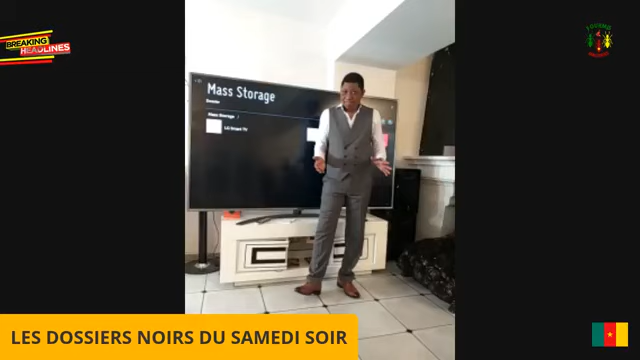 BREAKING
HEADLINES
Mass Storage
Mass Storage /
LES DOSSIERS NOIRS DU SAMEDI SOIR